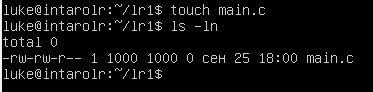 luke@intarolr:~/lr1$ touch main.c
luke@intarolr:~/lr1$ ls -ln
total 0
-rw-rw-r-- 1 1000 1000 0 сен 25 18:00 main.c
luke@intarolr:~/lr1$